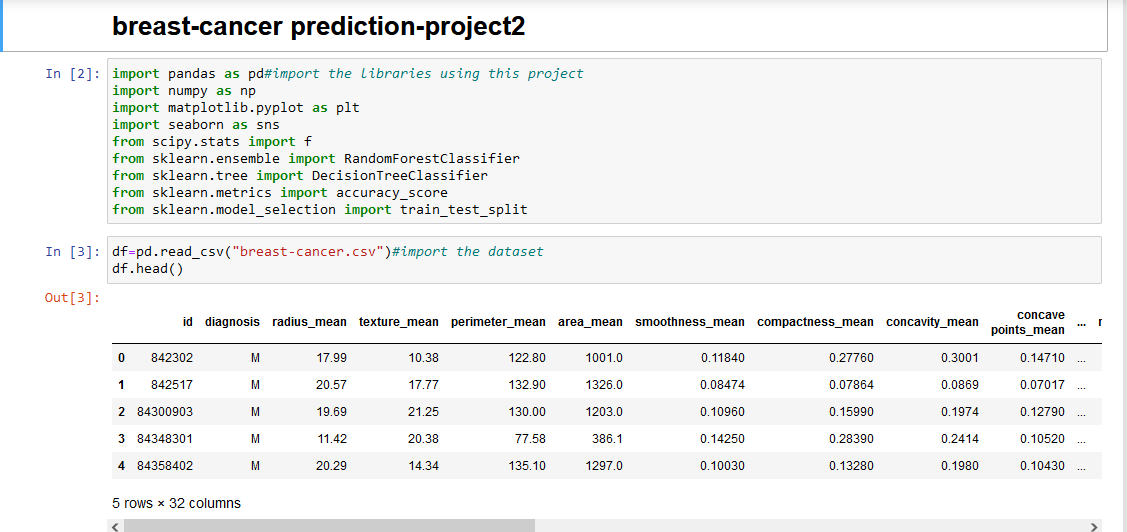 breast-cancer prediction-project2
In [2]: import pandas as pd#import the libraries using this project
import numpy as np
import matplotlib.pyplot as plt
import seaborn as sns
from scipy.stats import f
from sklearn.ensemble import RandomForestClassifier
from sklearn.tree import DecisionTreeClassifier
from sklearn.metrics import accuracy_score
from sklearn.model_selection import train_test_split
In [3]: df=pd.read_csv("breast-cancer.csv")#import the dataset
df.head()
Out[3]:
id diagnosis radius_mean texture_mean perimeter_mean area_mean smoothness_mean compactness_mean concavity_mean concave points_mean ...
0 842302 M 17.99 10.38 122.80 1001.0 0.11840 0.27760 0.3001 0.14710 ...
1 842517 M 20.57 17.77 132.90 1326.0 0.08474 0.07864 0.0869 0.07017 ...
2 84300903 M 19.69 21.25 130.00 1203.0 0.10960 0.15990 0.1974 0.12790 ...
3 84348301 M 11.42 20.38 77.58 386.1 0.14250 0.28390 0.2414 0.10520 ...
4 84358402 M 20.29 14.34 135.10 1297.0 0.10030 0.13280 0.1980 0.10430 ...
5 rows × 32 columns